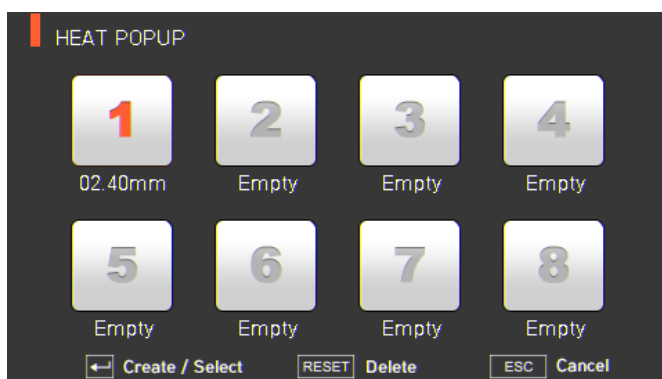 HEAT POPUP
1 2 3 4
02.40mm Empty Empty Empty
5 6 7 8
Empty Empty Empty Empty
Create / Select RESET Delete ESC Cancel